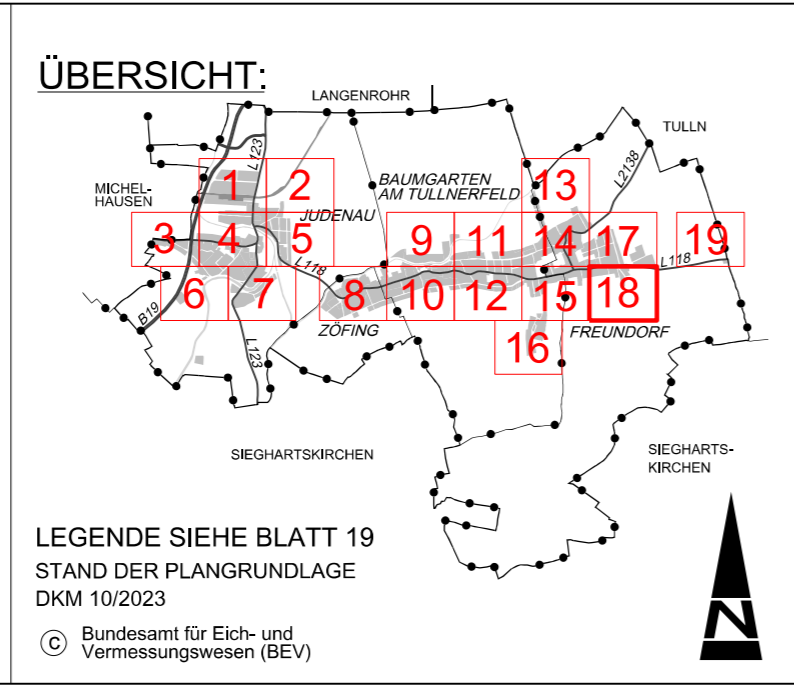 ÜBERSICHT:
LANGENROHR
TULLN
L123
L2138
MICHEL-
HAUSEN
1
2
BAUMGARTEN
AM TULLNERFELD
13
JUDENAU
3
4
5
9
11
14
17
19
L118
L118
6
7
8
10
12
15
18
B19
ZÖFING
FREUNDORF
L123
16
SIEGHARTSKIRCHEN
SIEGHARTS-
KIRCHEN
LEGENDE SIEHE BLATT 19
STAND DER PLANGRUNDLAGE
DKM 10/2023
C Bundesamt für Eich- und
Vermessungswesen (BEV)
N